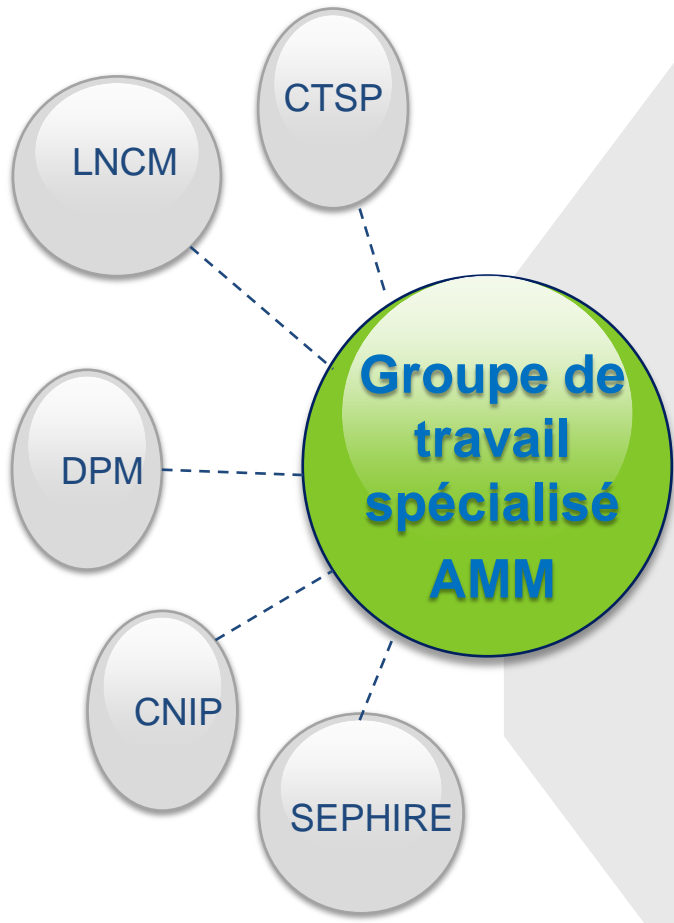 CTSP
LNCM
Groupe de
travail
spécialisé
AMM
DPM
CNIP
SEPHIRE